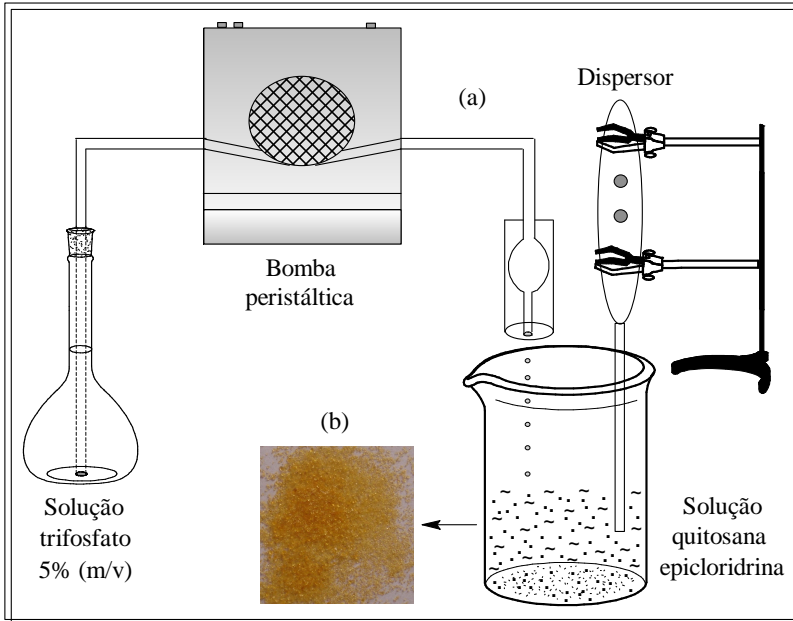 (a)
Dispersor
Bomba
peristáltica
(b)
Solução
trifosfato
5% (m/v)
Solução
quitosana
epicloridrina